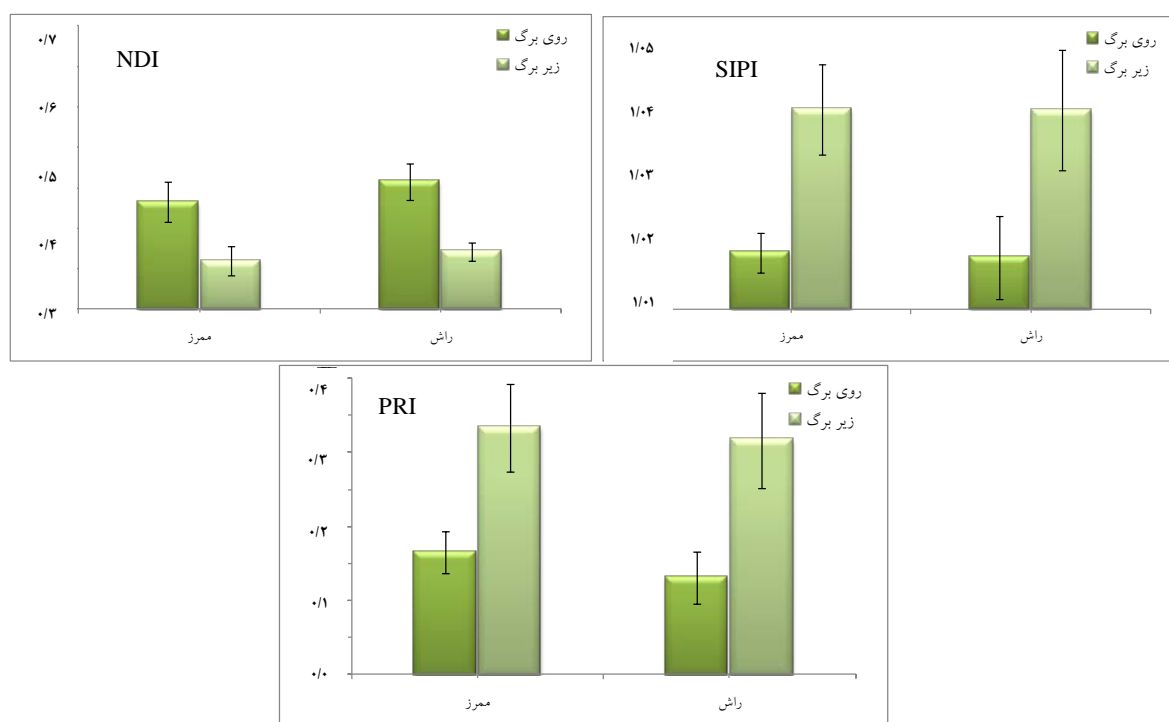 NDI
روی برگ
زیر برگ
۰/۷
۰/۶
۰/۵
۰/۴
۰/۳
ممرز
راش
SIPI
روی برگ
زیر برگ
۱/۰۵
۱/۰۴
۱/۰۳
۱/۰۲
۱/۰۱
ممرز
راش
PRI
روی برگ
زیر برگ
۰/۴
۰/۳
۰/۲
۰/۱
۰/۰
ممرز
راش